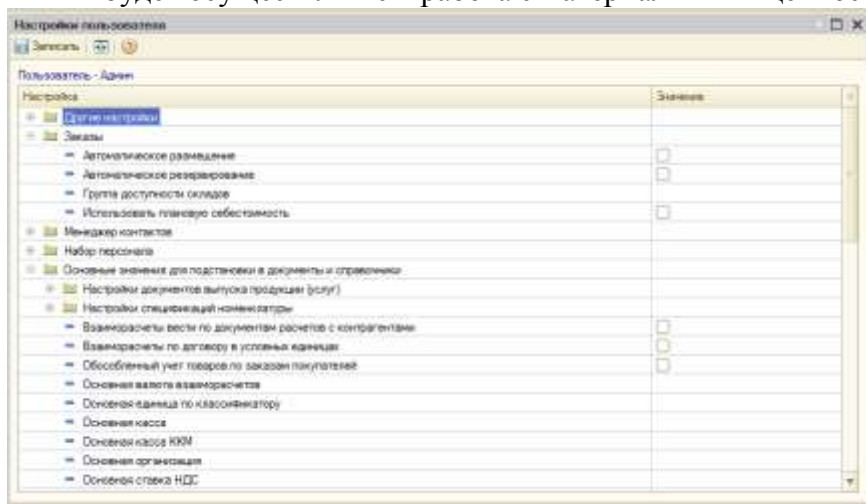 Настройки пользователя
Записать
Пользователь - Админ
Настройка Значение
Другие настройки
Заказы
Автоматическое размещение
Автоматическое резервирование
Группа доступности складов
Использовать плановую себестоимость
Менеджер контактов
Набор персонала
Основные значения для подстановки в документы и справочники
Настройки документов выпуска продукции (услуг)
Настройки спецификаций номенклатуры
Взаиморасчеты вести по документам расчетов с контрагентами
Взаиморасчеты по договору в условных единицах
Обособленный учет товаров по заказам покупателей
Основная валюта взаиморасчетов
Основная единица по классификатору
Основная касса
Основная касса ККМ
Основная организация
Основная ставка НДС